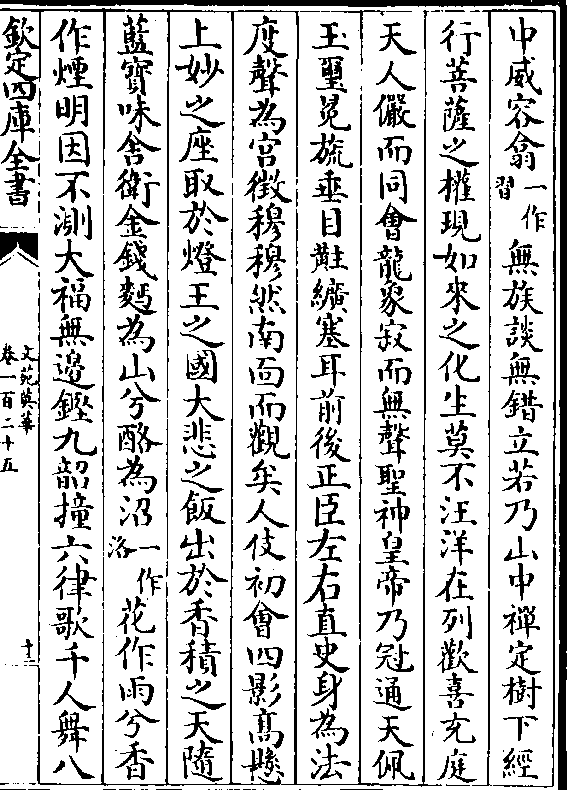 中威容翕一作習無族談無錯立若乃山中禪定樹下經
行菩薩之權現如來之化生莫不汪洋在列歡喜充庭
天人儼而同會龍象寂而無聲聖神皇帝乃冠通天佩
玉璽冕旒垂目黈纊塞耳前後正臣左右直史身為法
度聲為宮徵穆穆然南面而觀矣人伎初會四影高懸
上妙之座取於燈王之國大悲之飯出於香積之天隨
藍寳味舎衛金錢麵為山兮酪為沼一作洛花作雨兮香
作煙明因不測大福無邊鏗九韶撞六律歌千人舞八
欽定四庫全書
文苑英華
卷一百二十五
十二